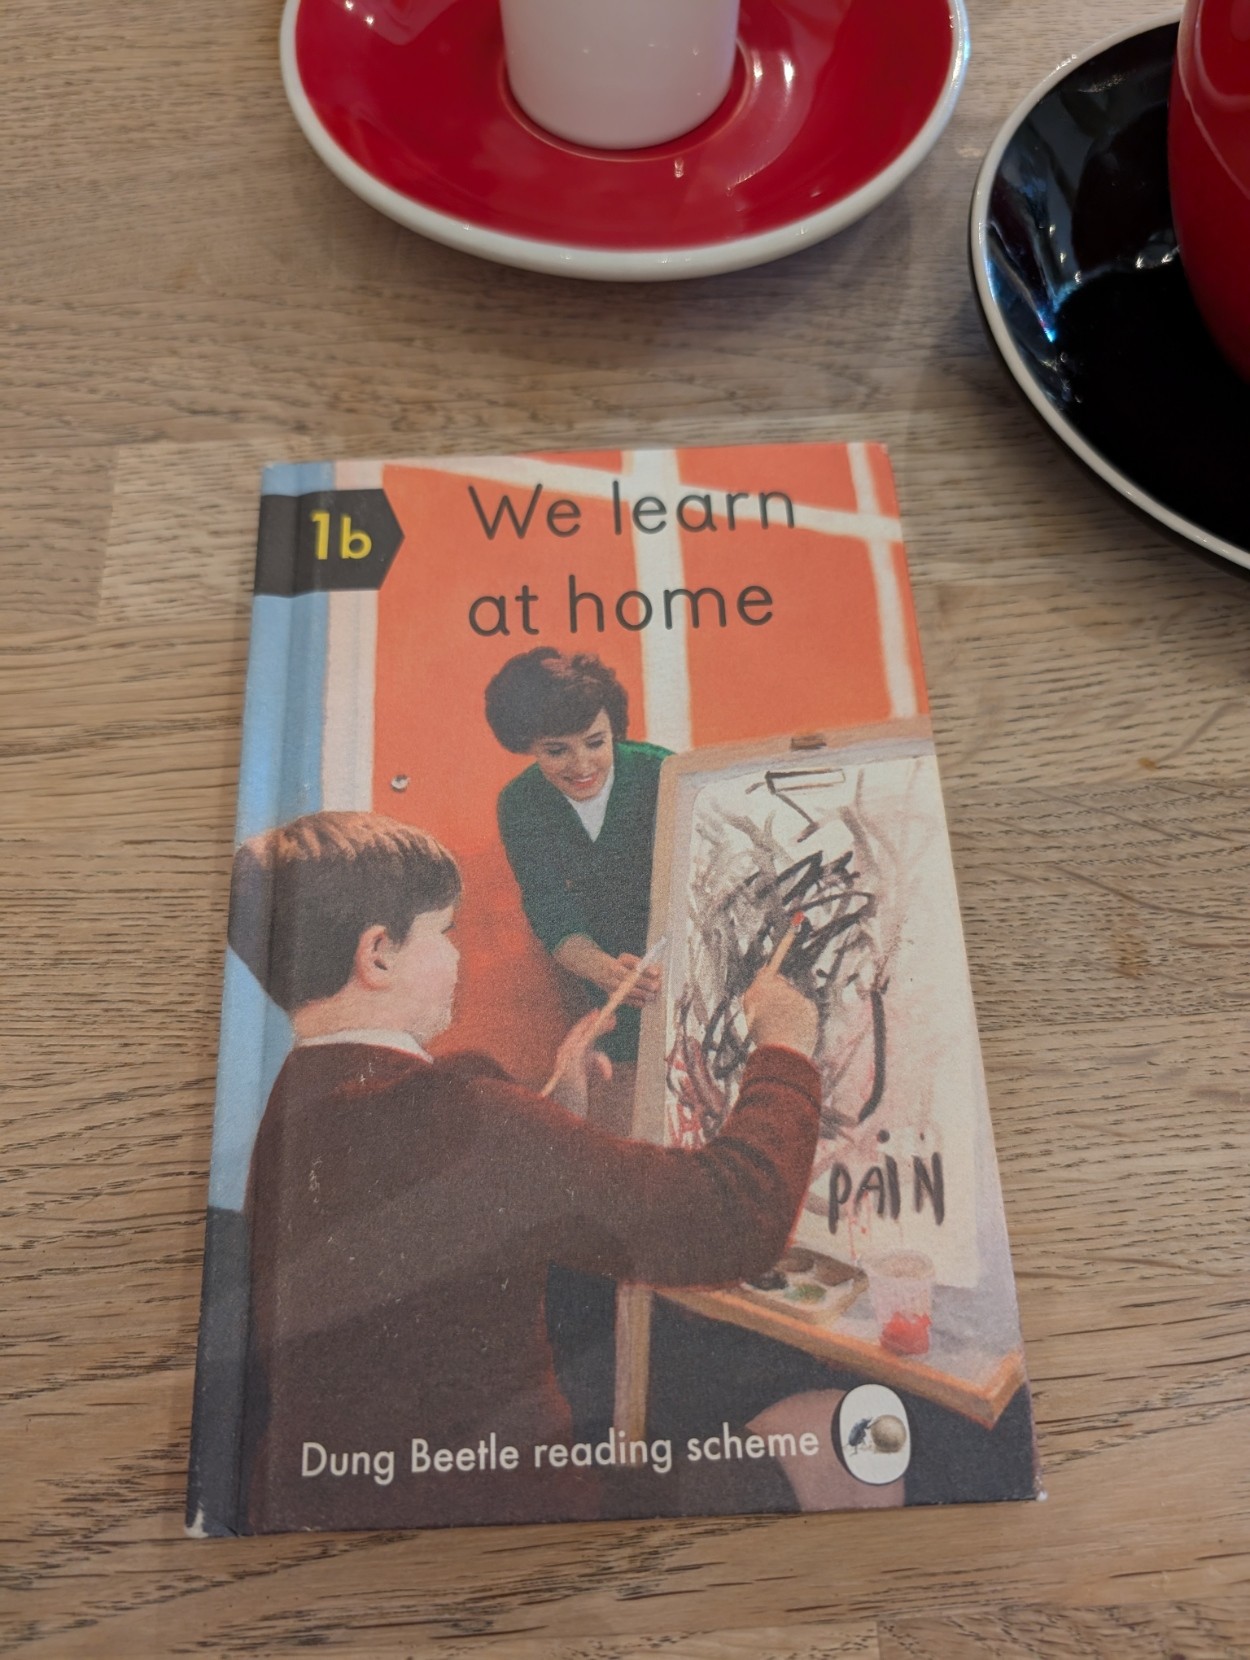 1b
We learn
at home
PAiN
Dung Beetle reading scheme